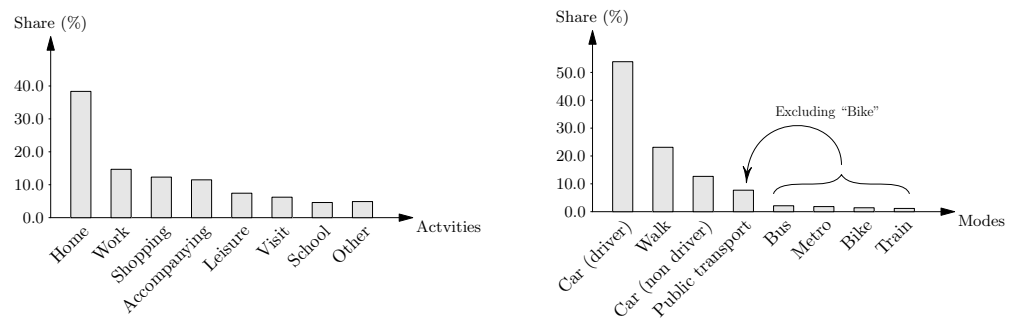 Share (%)
40.0
30.0
20.0
10.0
0.0
Home
Work
Shopping
Accompanying
Leisure
Visit
School
Other
Actvities
Share (%)
50.0
40.0
30.0
20.0
10.0
0.0
Excluding “Bike”
Car (driver)
Walk
Car (non driver)
Public transport
Bus
Metro
Bike
Train
Modes